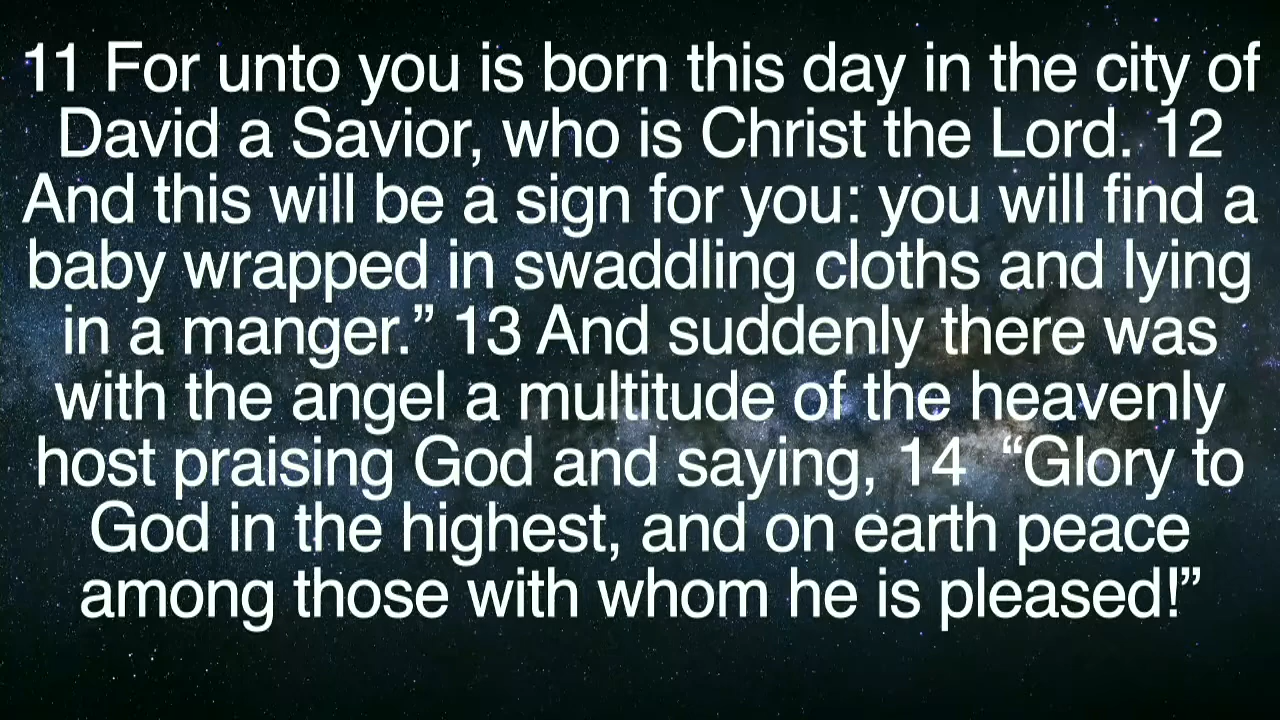 11 For unto you is born this day in the city of
David a Savior, who is Christ the Lord. 12
And this will be a sign for you: you will find a
baby wrapped in swaddling cloths and lying
in a manger.” 13 And suddenly there was
with the angel a multitude of the heavenly
host praising God and saying, 14 “Glory to
God in the highest, and on earth peace
among those with whom he is pleased!”